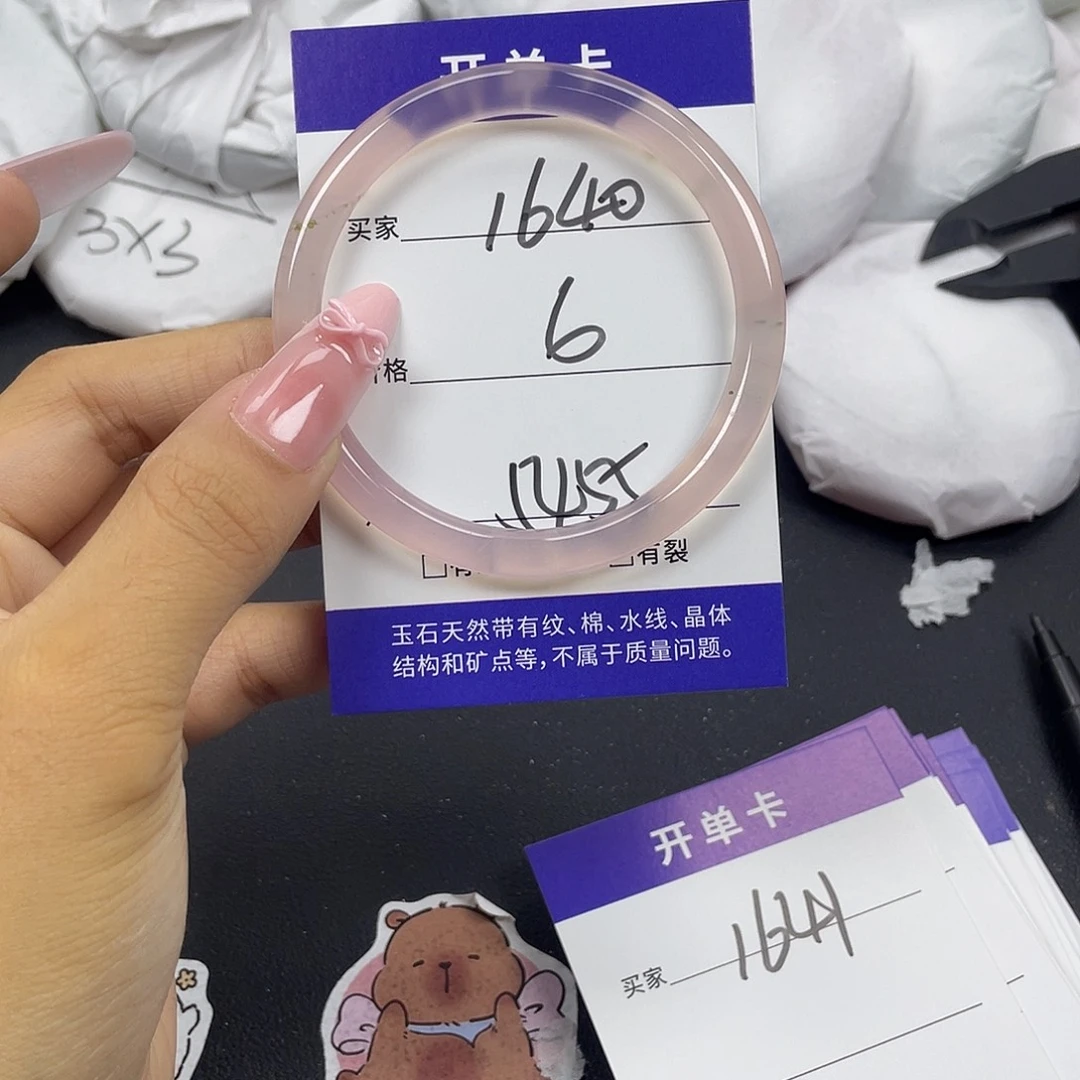 3X3
开单卡
买家 1640
格 6
有裂
玉石天然带有纹、棉、水线、晶体
结构和矿点等,不属于质量问题。
开单卡
买家 1641